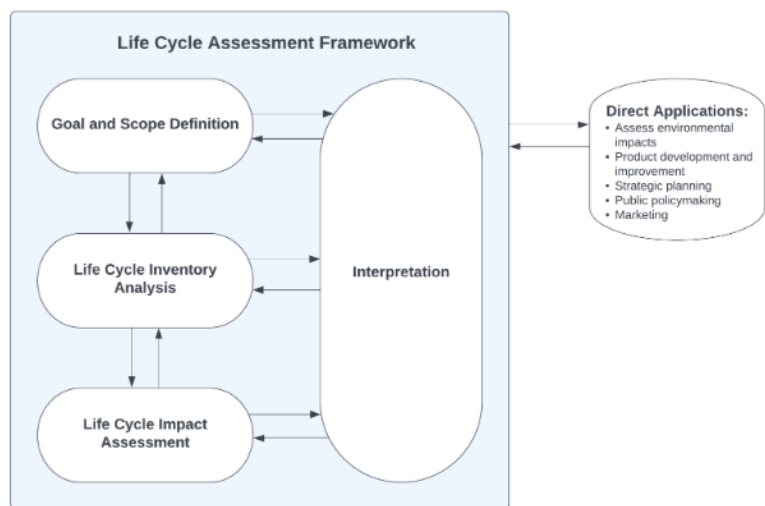 Life Cycle Assessment Framework
Goal and Scope Definition
Life Cycle Inventory
Analysis
Life Cycle Impact
Assessment
Interpretation
Direct Applications:
• Assess environmental
impacts
• Product development and
improvement
• Strategic planning
• Public policymaking
• Marketing